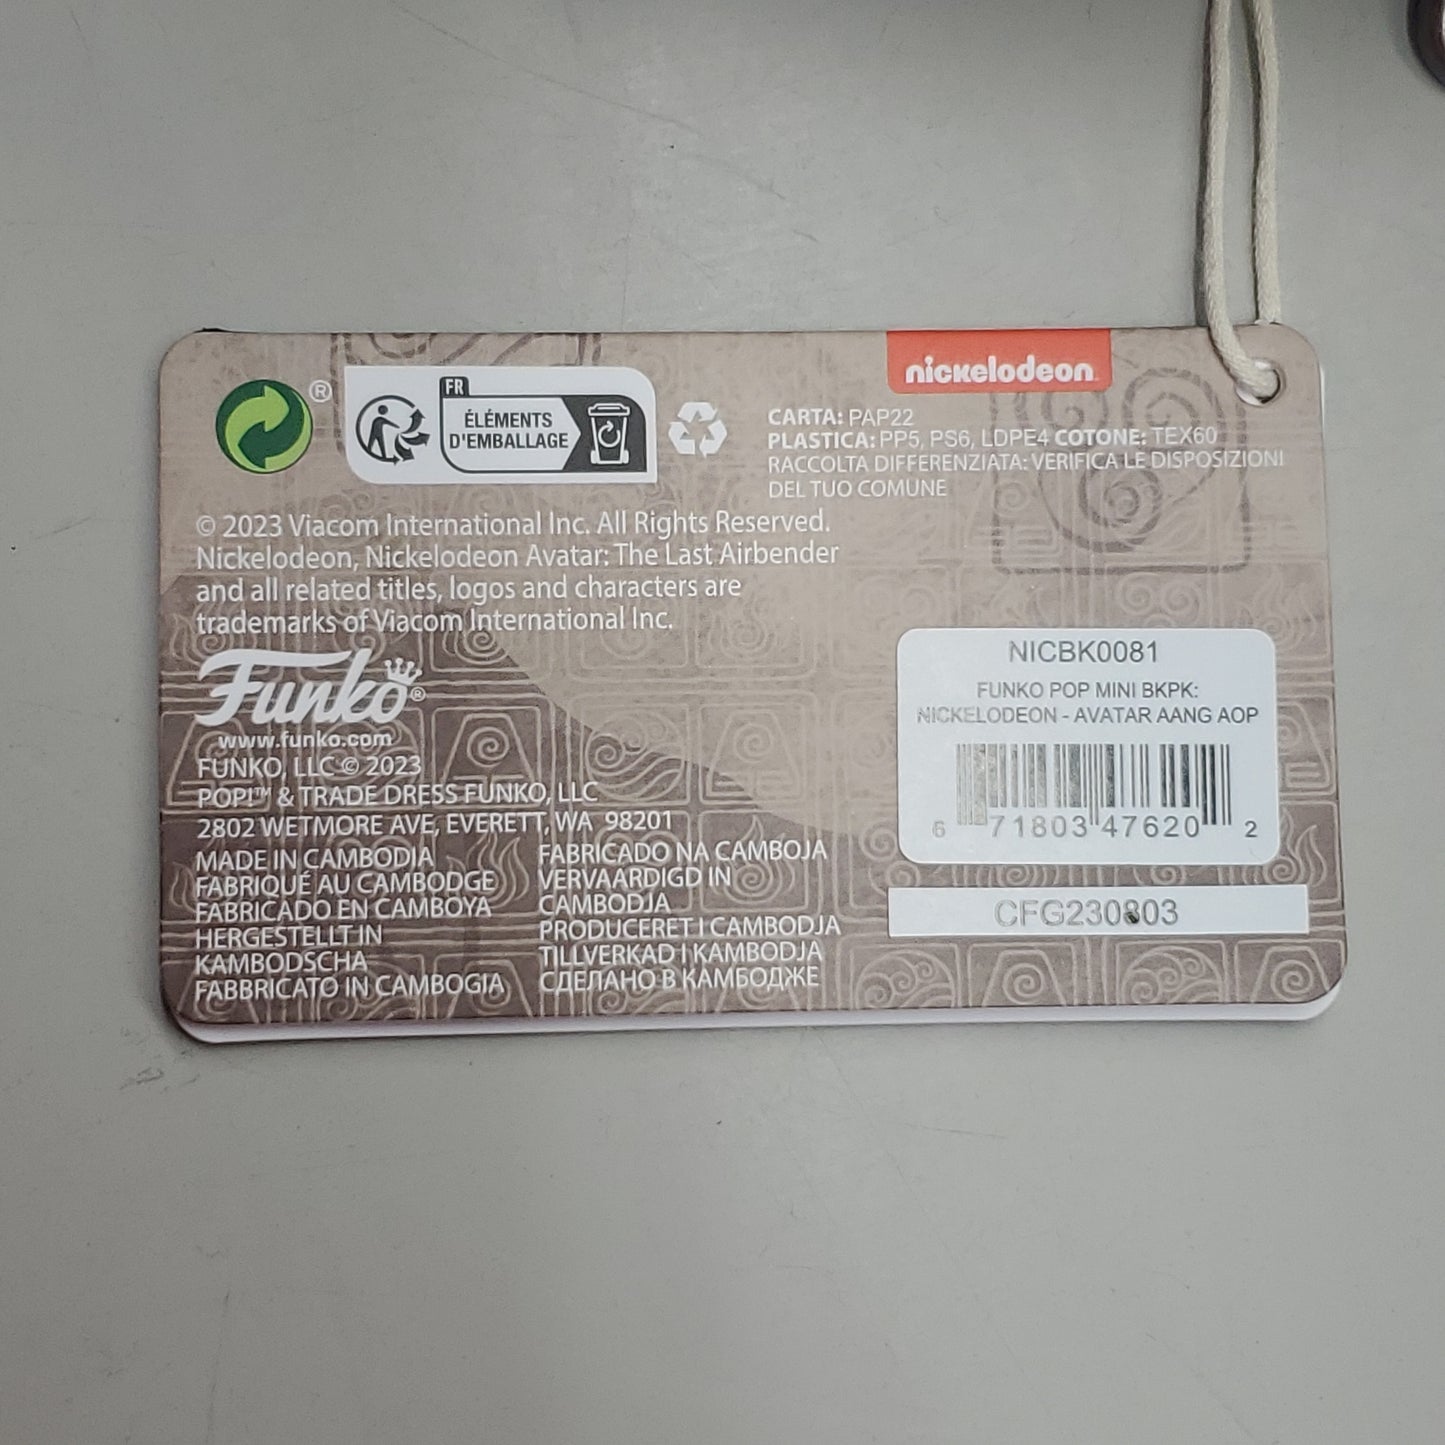 nickelodeon
®
FR
ÉLÉMENTS
D'EMBALLAGE
CARTA: PAP22
PLASTICA: PP5, PS6, LDPE4 COTONE: TEX60
RACCOLTA DIFFERENZIATA: VERIFICA LE DISPOSIZIONI
DEL TUO COMUNE
© 2023 Viacom International Inc. All Rights Reserved.
Nickelodeon, Nickelodeon Avatar: The Last Airbender
and all related titles, logos and characters are
trademarks of Viacom International Inc.
Funko®
www.funko.com
FUNKO, LLC © 2023
POP!™ & TRADE DRESS FUNKO, LLC
2802 WETMORE AVE, EVERETT, WA 98201
MADE IN CAMBODIA
FABRIQUÉ AU CAMBODGE
FABRICADO EN CAMBOYA
HERGESTELLT IN
KAMBODSCHA
FABBRICATO IN CAMBOGIA
FABRICADO NA CAMBOJA
VERVAARDIGD IN
CAMBODJA
PRODUCERET I CAMBODJA
TILLVERKAD I KAMBODJA
СДЕЛАНО В КАМБОДЖЕ
NICBK0081
FUNKO POP MINI BKPK:
NICKELODEON - AVATAR AANG AOP
6 71803 47620 2
CFG230803